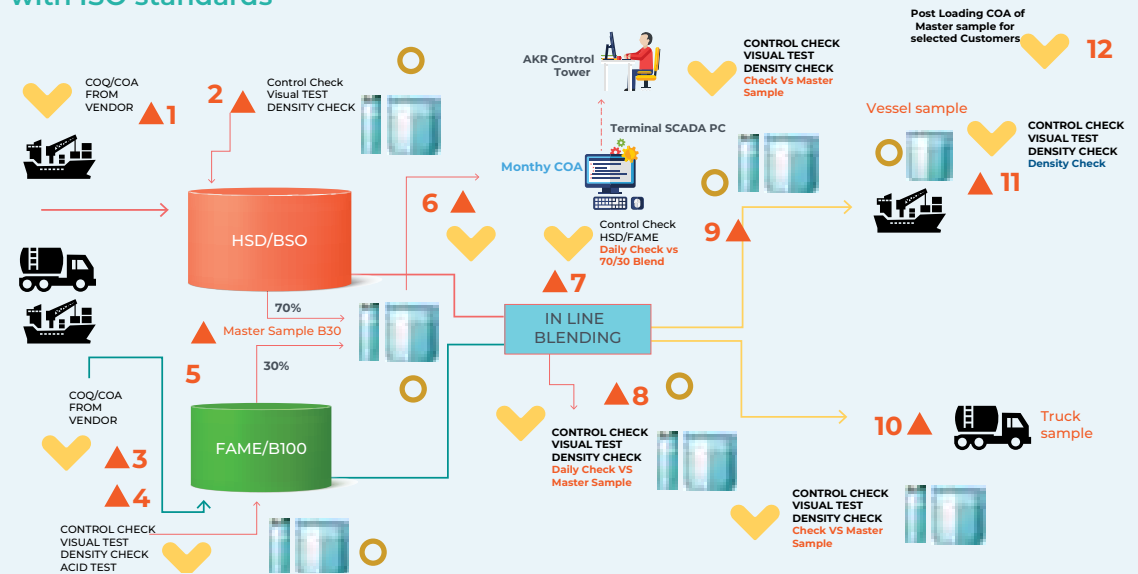 with ISO standards
COQ/COA
FROM
VENDOR
1
2
Control Check
Visual TEST
DENSITY CHECK
AKR Control
Tower
CONTROL CHECK
VISUAL TEST
DENSITY CHECK
Check Vs Master
Sample
Post Loading COA of
Master sample for
selected Customers
12
Vessel sample
CONTROL CHECK
VISUAL TEST
DENSITY CHECK
Density Check
11
Terminal SCADA PC
Monthy COA
6
HSD/BSO
Control Check
HSD/FAME
Daily Check vs
70/30 Blend
9
7
70%
Master Sample B30
30%
5
IN LINE
BLENDING
COQ/COA
FROM
VENDOR
3
4
FAME/B100
8
CONTROL CHECK
VISUAL TEST
DENSITY CHECK
Daily Check VS
Master Sample
10
Truck
sample
CONTROL CHECK
VISUAL TEST
DENSITY CHECK
Check VS Master
Sample
CONTROL CHECK
VISUAL TEST
DENSITY CHECK
ACID TEST